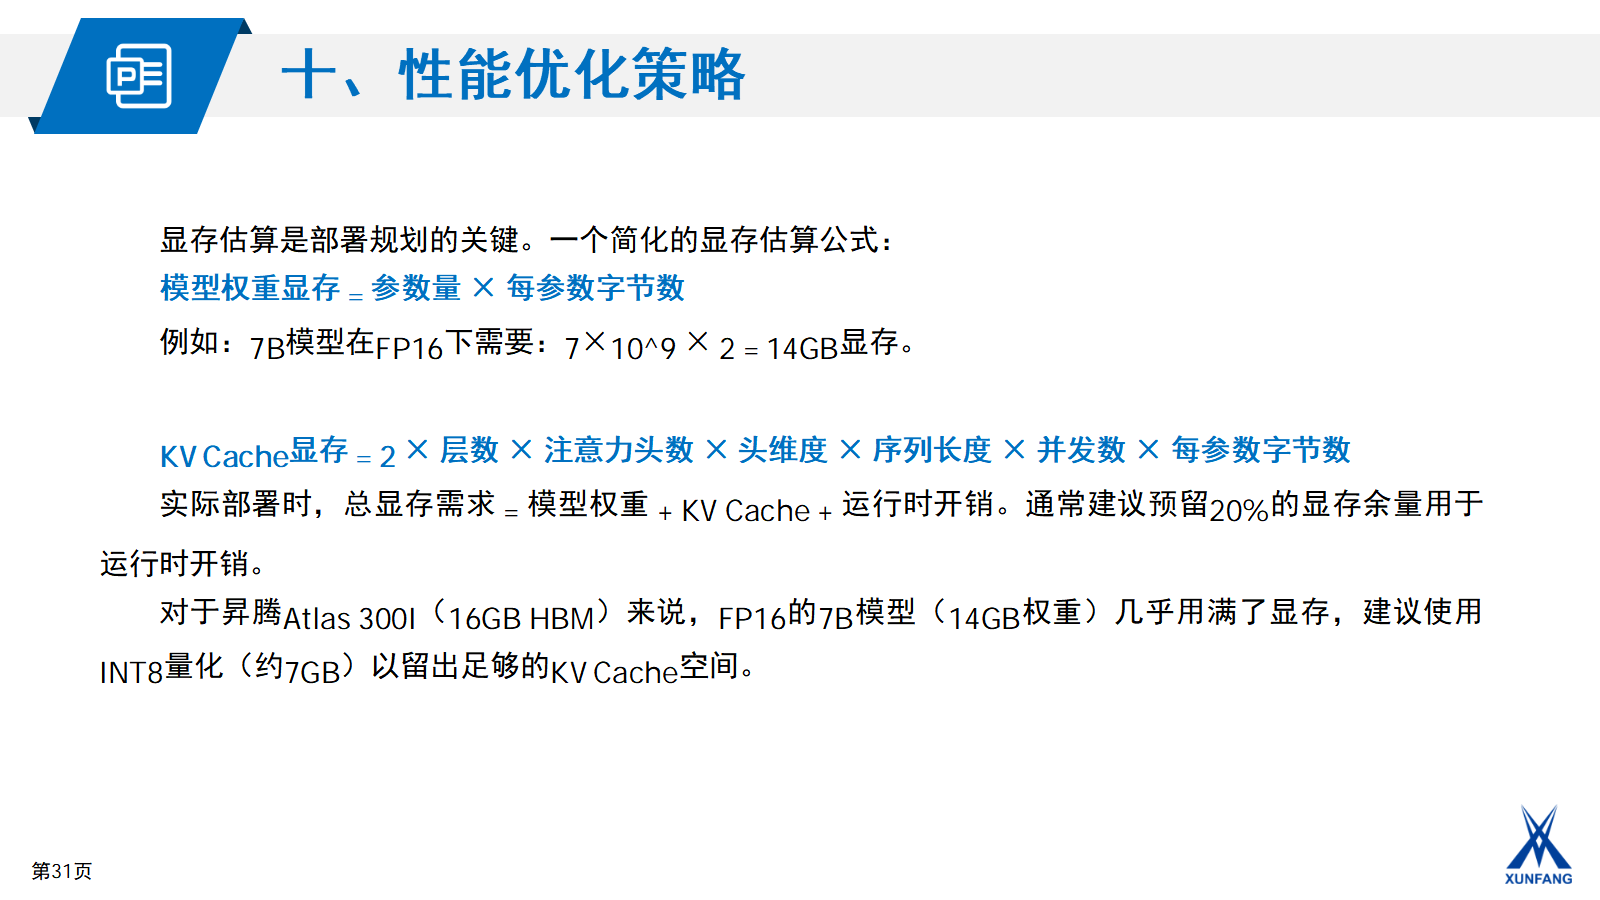 十、性能优化策略
显存估算是部署规划的关键。一个简化的显存估算公式：
模型权重显存 = 参数量 × 每参数字节数
例如：7B模型在FP16下需要：7×10^9 × 2 = 14GB显存。
KV Cache显存 = 2 × 层数 × 注意力头数 × 头维度 × 序列长度 × 并发数 × 每参数字节数
实际部署时，总显存需求 = 模型权重 + KV Cache + 运行时开销。通常建议预留20%的显存余量用于
运行时开销。
对于昇腾Atlas 300I（16GB HBM）来说，FP16的7B模型（14GB权重）几乎用满了显存，建议使用
INT8量化（约7GB）以留出足够的KV Cache空间。
第31页
XUNFANG